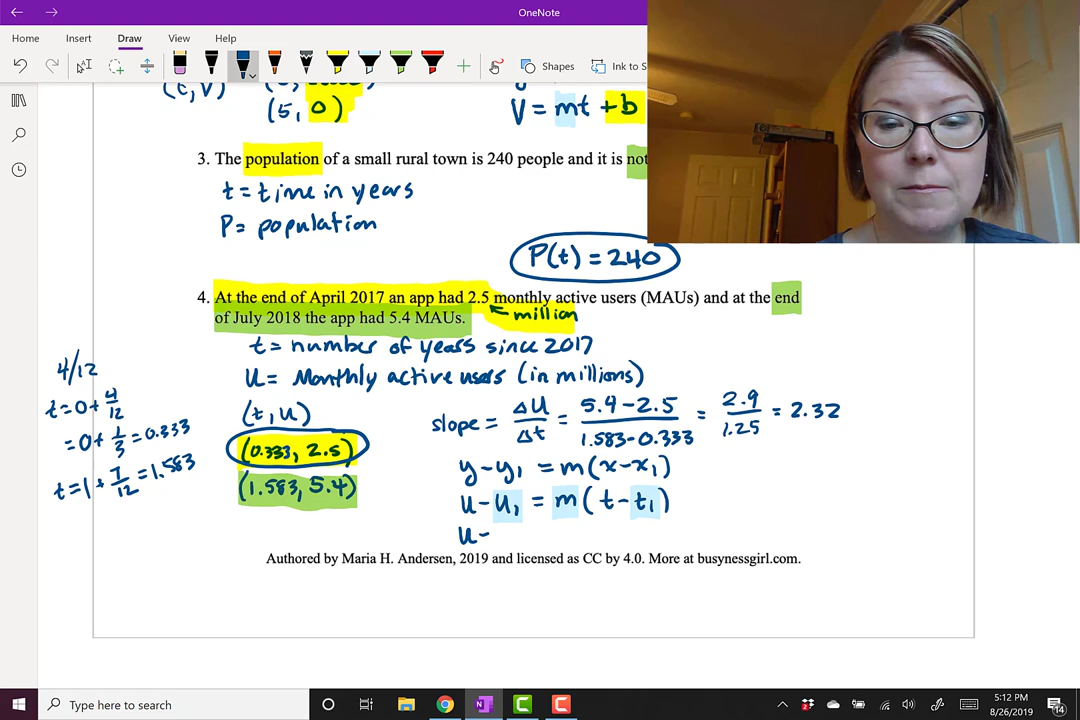 OneNote
Home Insert Draw View Help
Shapes
Ink to S
(5, 0)
V = mt + b
3. The population of a small rural town is 240 people and it is not
t = time in years
P = population
P(t) = 240
4. At the end of April 2017 an app had 2.5 monthly active users (MAUs) and at the end
of July 2018 the app had 5.4 MAUs.
million
t = number of years since 2017
u = Monthly active users (in millions)
4/12
t = 0 + 4/12
= 0 + 1/3 = 0.333
t = 1 + 7/12 = 1.583
(t, u)
(0.333, 2.5)
(1.583, 5.4)
slope = Δu/Δt = 5.4 - 2.5/1.583 - 0.333 = 2.9/1.25 = 2.32
y - y₁ = m(x - x₁)
u - u₁ = m(t - t₁)
u -
Authored by Maria H. Andersen, 2019 and licensed as CC by 4.0. More at busynessgirl.com.
Type here to search
5:12 PM
8/26/2019
14